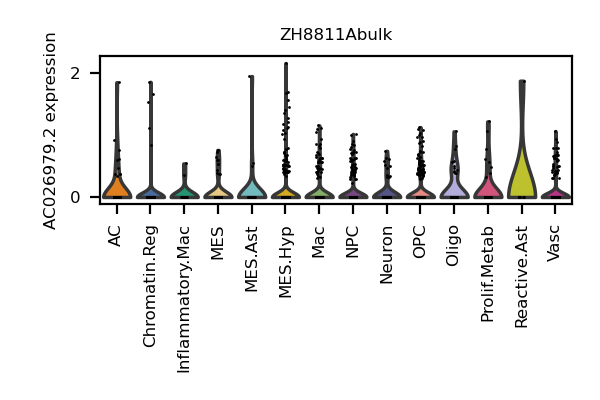 ZH8811Abulk
AC026979.2 expression
2
0
AC
Chromatin.Reg
Inflammatory.Mac
MES
MES.Ast
MES.Hyp
Mac
NPC
Neuron
OPC
Oligo
Prolif.Metab
Reactive.Ast
Vasc